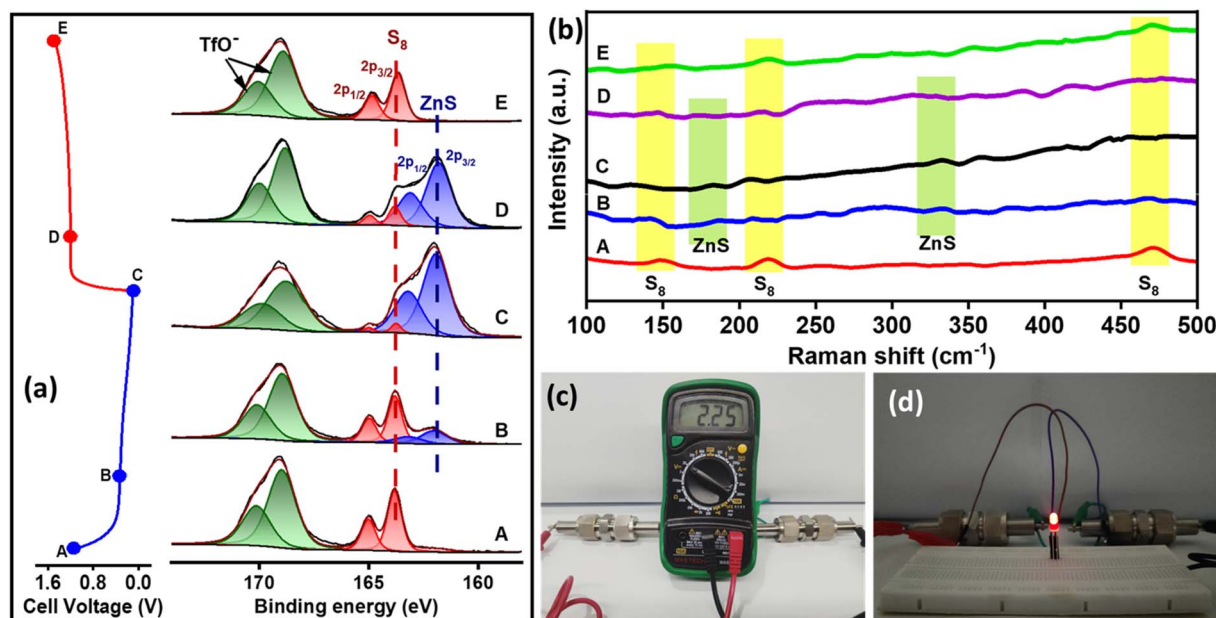 (a)
E
D
C
B
A
1.6 0.8 0.0
Cell Voltage (V)
TfO⁻
S₈
2p₁/₂ 2p₃/₂
ZnS
E
2p₁/₂ 2p₃/₂
D
C
B
A
170 165 160
Binding energy (eV)
(b)
Intensity (a.u.)
E
D
C
B
A
ZnS
ZnS
S₈
S₈
S₈
100 150 200 250 300 350 400 450 500
Raman shift (cm⁻¹)
(c)
2.25
(d)